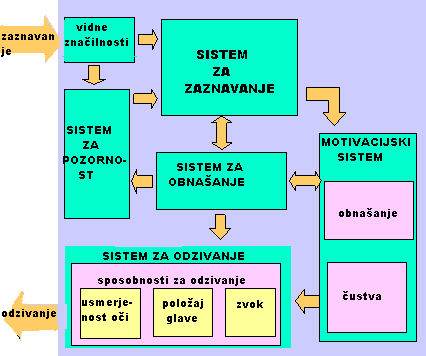 zaznavan
je
vidne
značilnosti
SISTEM
ZA
ZAZNAVANJE
SISTEM
ZA
POZORNO-
ST
SISTEM ZA
OBNAŠANJE
MOTIVACIJSKI
SISTEM
obnašanje
čustva
SISTEM ZA ODZIVANJE
sposobnosti za odzivanje
usmerje-
nost oči
položaj
glave
zvok
odzivanje